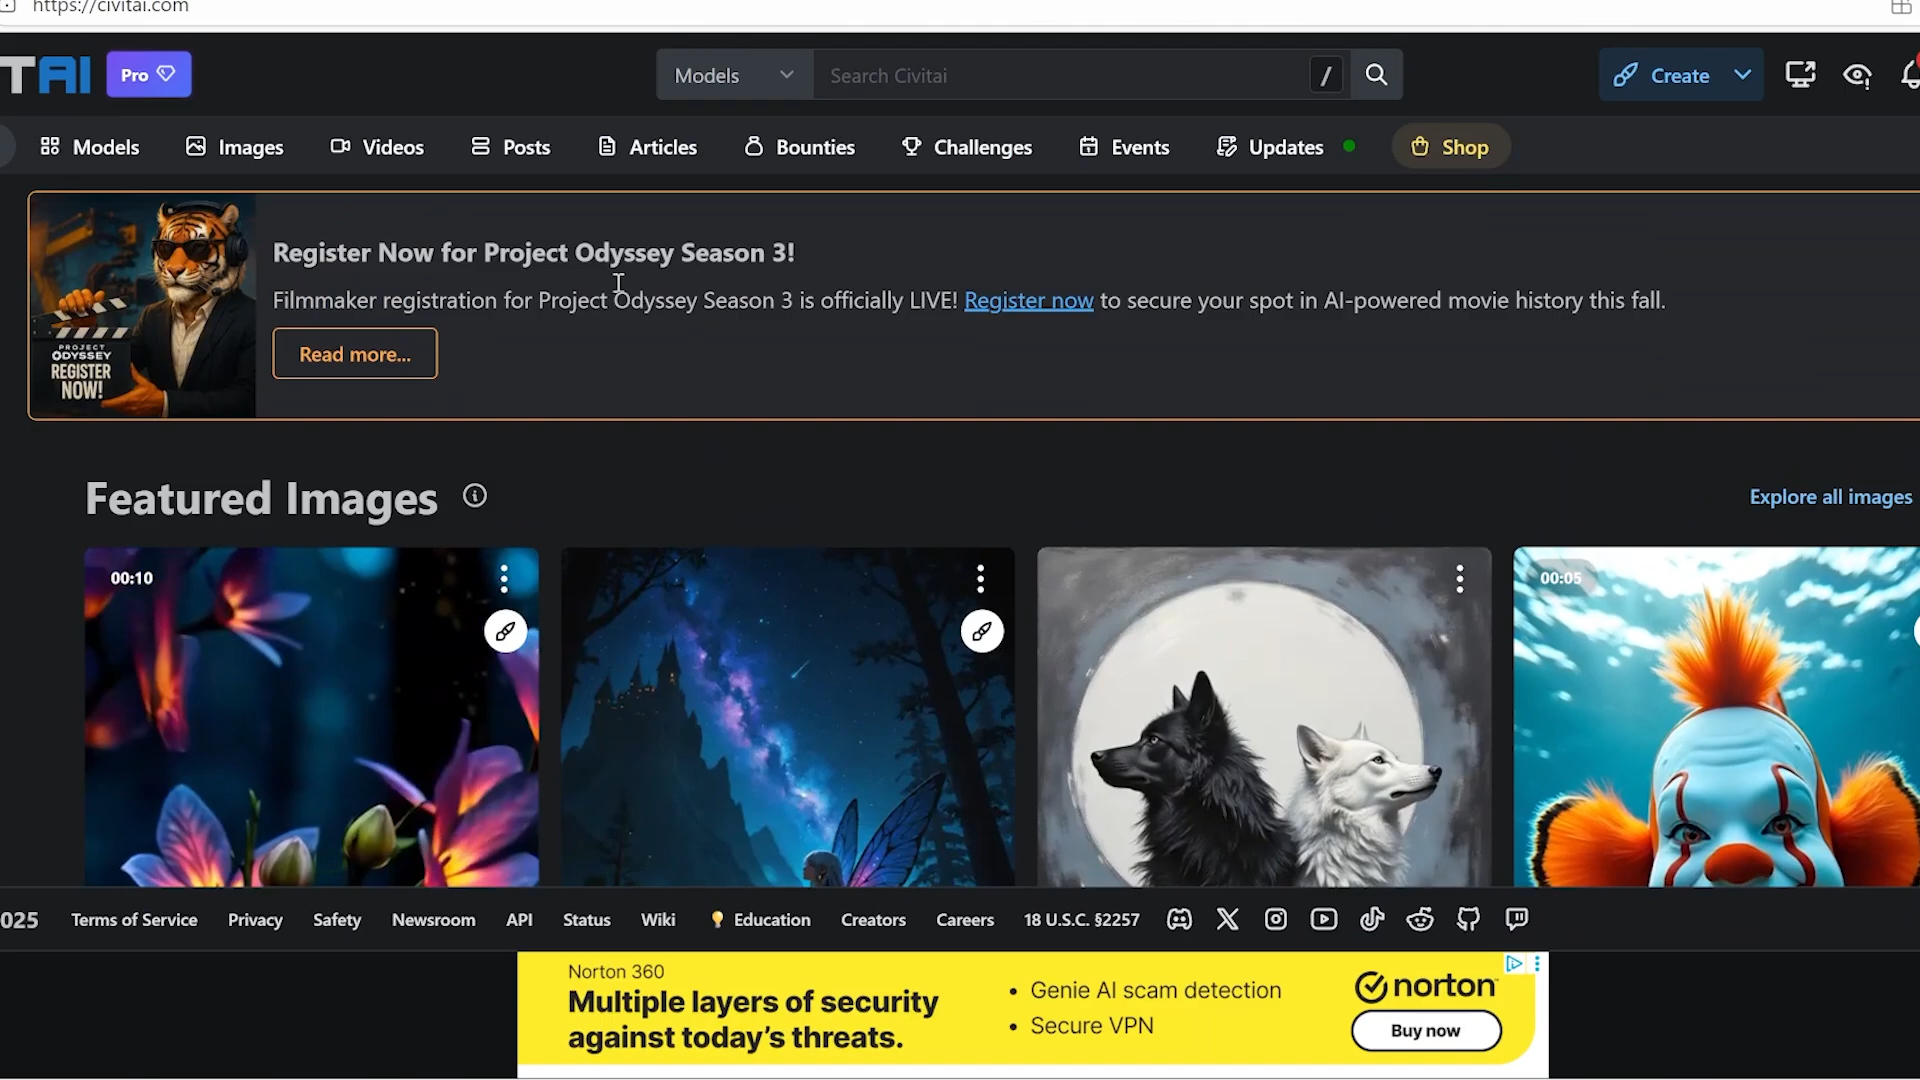 https://civitai.com
TAI Pro
Models Search Civitai / Create
Models Images Videos Posts Articles Bounties Challenges Events Updates Shop
PROJECT
ODYSSEY
REGISTER
NOW!
Register Now for Project Odyssey Season 3!
Filmmaker registration for Project Odyssey Season 3 is officially LIVE! Register now to secure your spot in AI-powered movie history this fall.
Read more...
Featured Images
Explore all images
00:10
00:05
025 Terms of Service Privacy Safety Newsroom API Status Wiki Education Creators Careers 18 U.S.C. §2257
Norton 360
Multiple layers of security
against today's threats.
• Genie AI scam detection
• Secure VPN
norton
Buy now